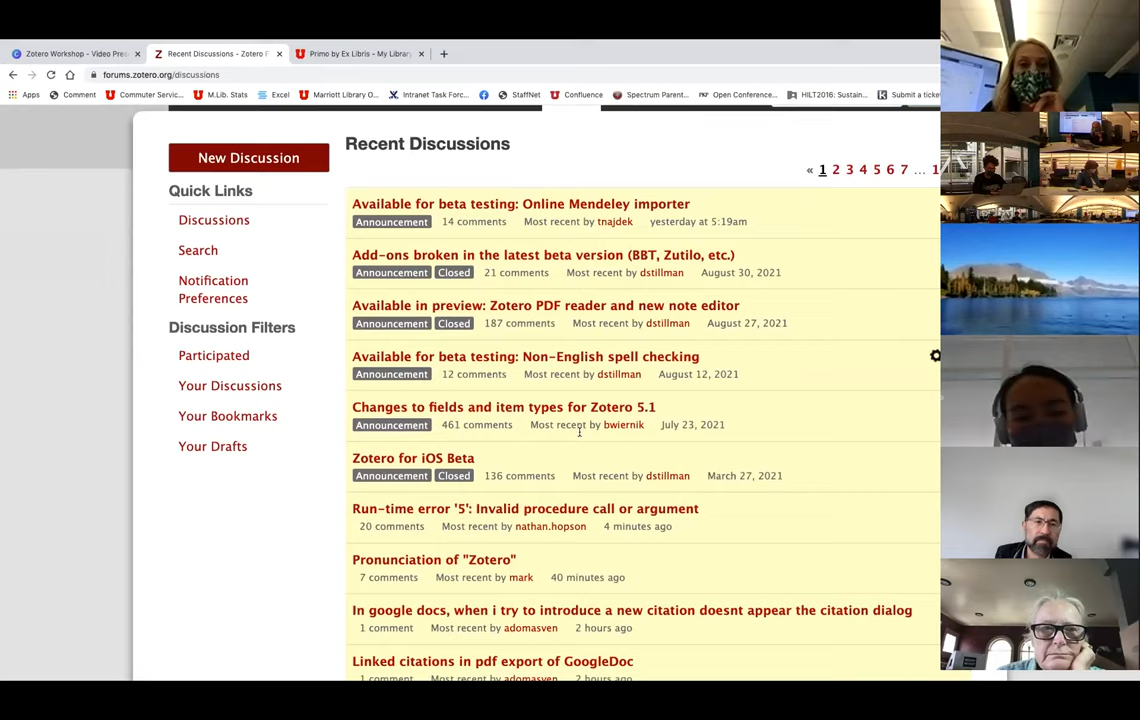 Zotero Workshop - Video Pre
Recent Discussions - Zotero F
Primo by Ex Libris - My Library
forums.zotero.org/discussions
Apps
Comment
Commuter Servic...
M.Lib. Stats
Excel
Marriott Library O...
Intranet Task Forc...
StaffNet
Confluence
Spectrum Parent...
Open Conference...
HILT2016: Sustain...
Submit a ticke
New Discussion
Quick Links
Discussions
Search
Notification
Preferences
Discussion Filters
Participated
Your Discussions
Your Bookmarks
Your Drafts
Recent Discussions
« 1 2 3 4 5 6 7 ... 1
Available for beta testing: Online Mendeley importer
Announcement 14 comments Most recent by tnajdek yesterday at 5:19am
Add-ons broken in the latest beta version (BBT, Zutilo, etc.)
Announcement Closed 21 comments Most recent by dstillman August 30, 2021
Available in preview: Zotero PDF reader and new note editor
Announcement Closed 187 comments Most recent by dstillman August 27, 2021
Available for beta testing: Non-English spell checking
Announcement 12 comments Most recent by dstillman August 12, 2021
Changes to fields and item types for Zotero 5.1
Announcement 461 comments Most recent by bwiernik July 23, 2021
Zotero for iOS Beta
Announcement Closed 136 comments Most recent by dstillman March 27, 2021
Run-time error '5': Invalid procedure call or argument
20 comments Most recent by nathan.hopson 4 minutes ago
Pronunciation of "Zotero"
7 comments Most recent by mark 40 minutes ago
In google docs, when i try to introduce a new citation doesnt appear the citation dialog
1 comment Most recent by adomasven 2 hours ago
Linked citations in pdf export of GoogleDoc
1 comment Most recent by adomasven 2 hours ago